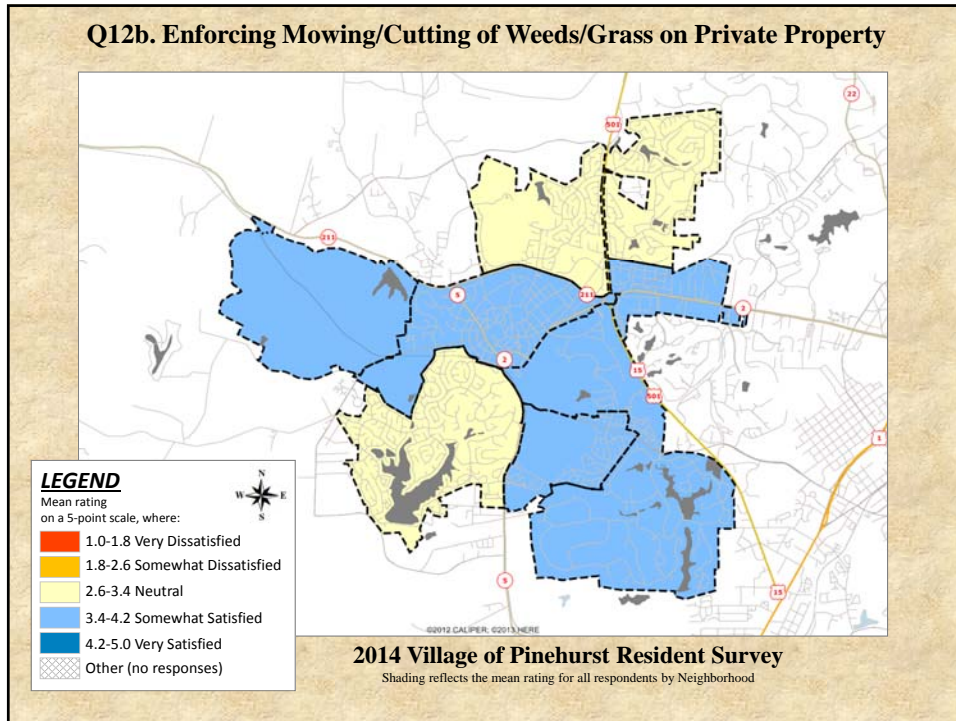 Q12b. Enforcing Mowing/Cutting of Weeds/Grass on Private Property
22
501
211
5
211
2
2
15
501
1
5
15
LEGEND
N
W E
S
Mean rating
on a 5-point scale, where:
1.0-1.8 Very Dissatisfied
1.8-2.6 Somewhat Dissatisfied
2.6-3.4 Neutral
3.4-4.2 Somewhat Satisfied
4.2-5.0 Very Satisfied
Other (no responses)
©2012 CALIPER; ©2013 HERE
2014 Village of Pinehurst Resident Survey
Shading reflects the mean rating for all respondents by Neighborhood